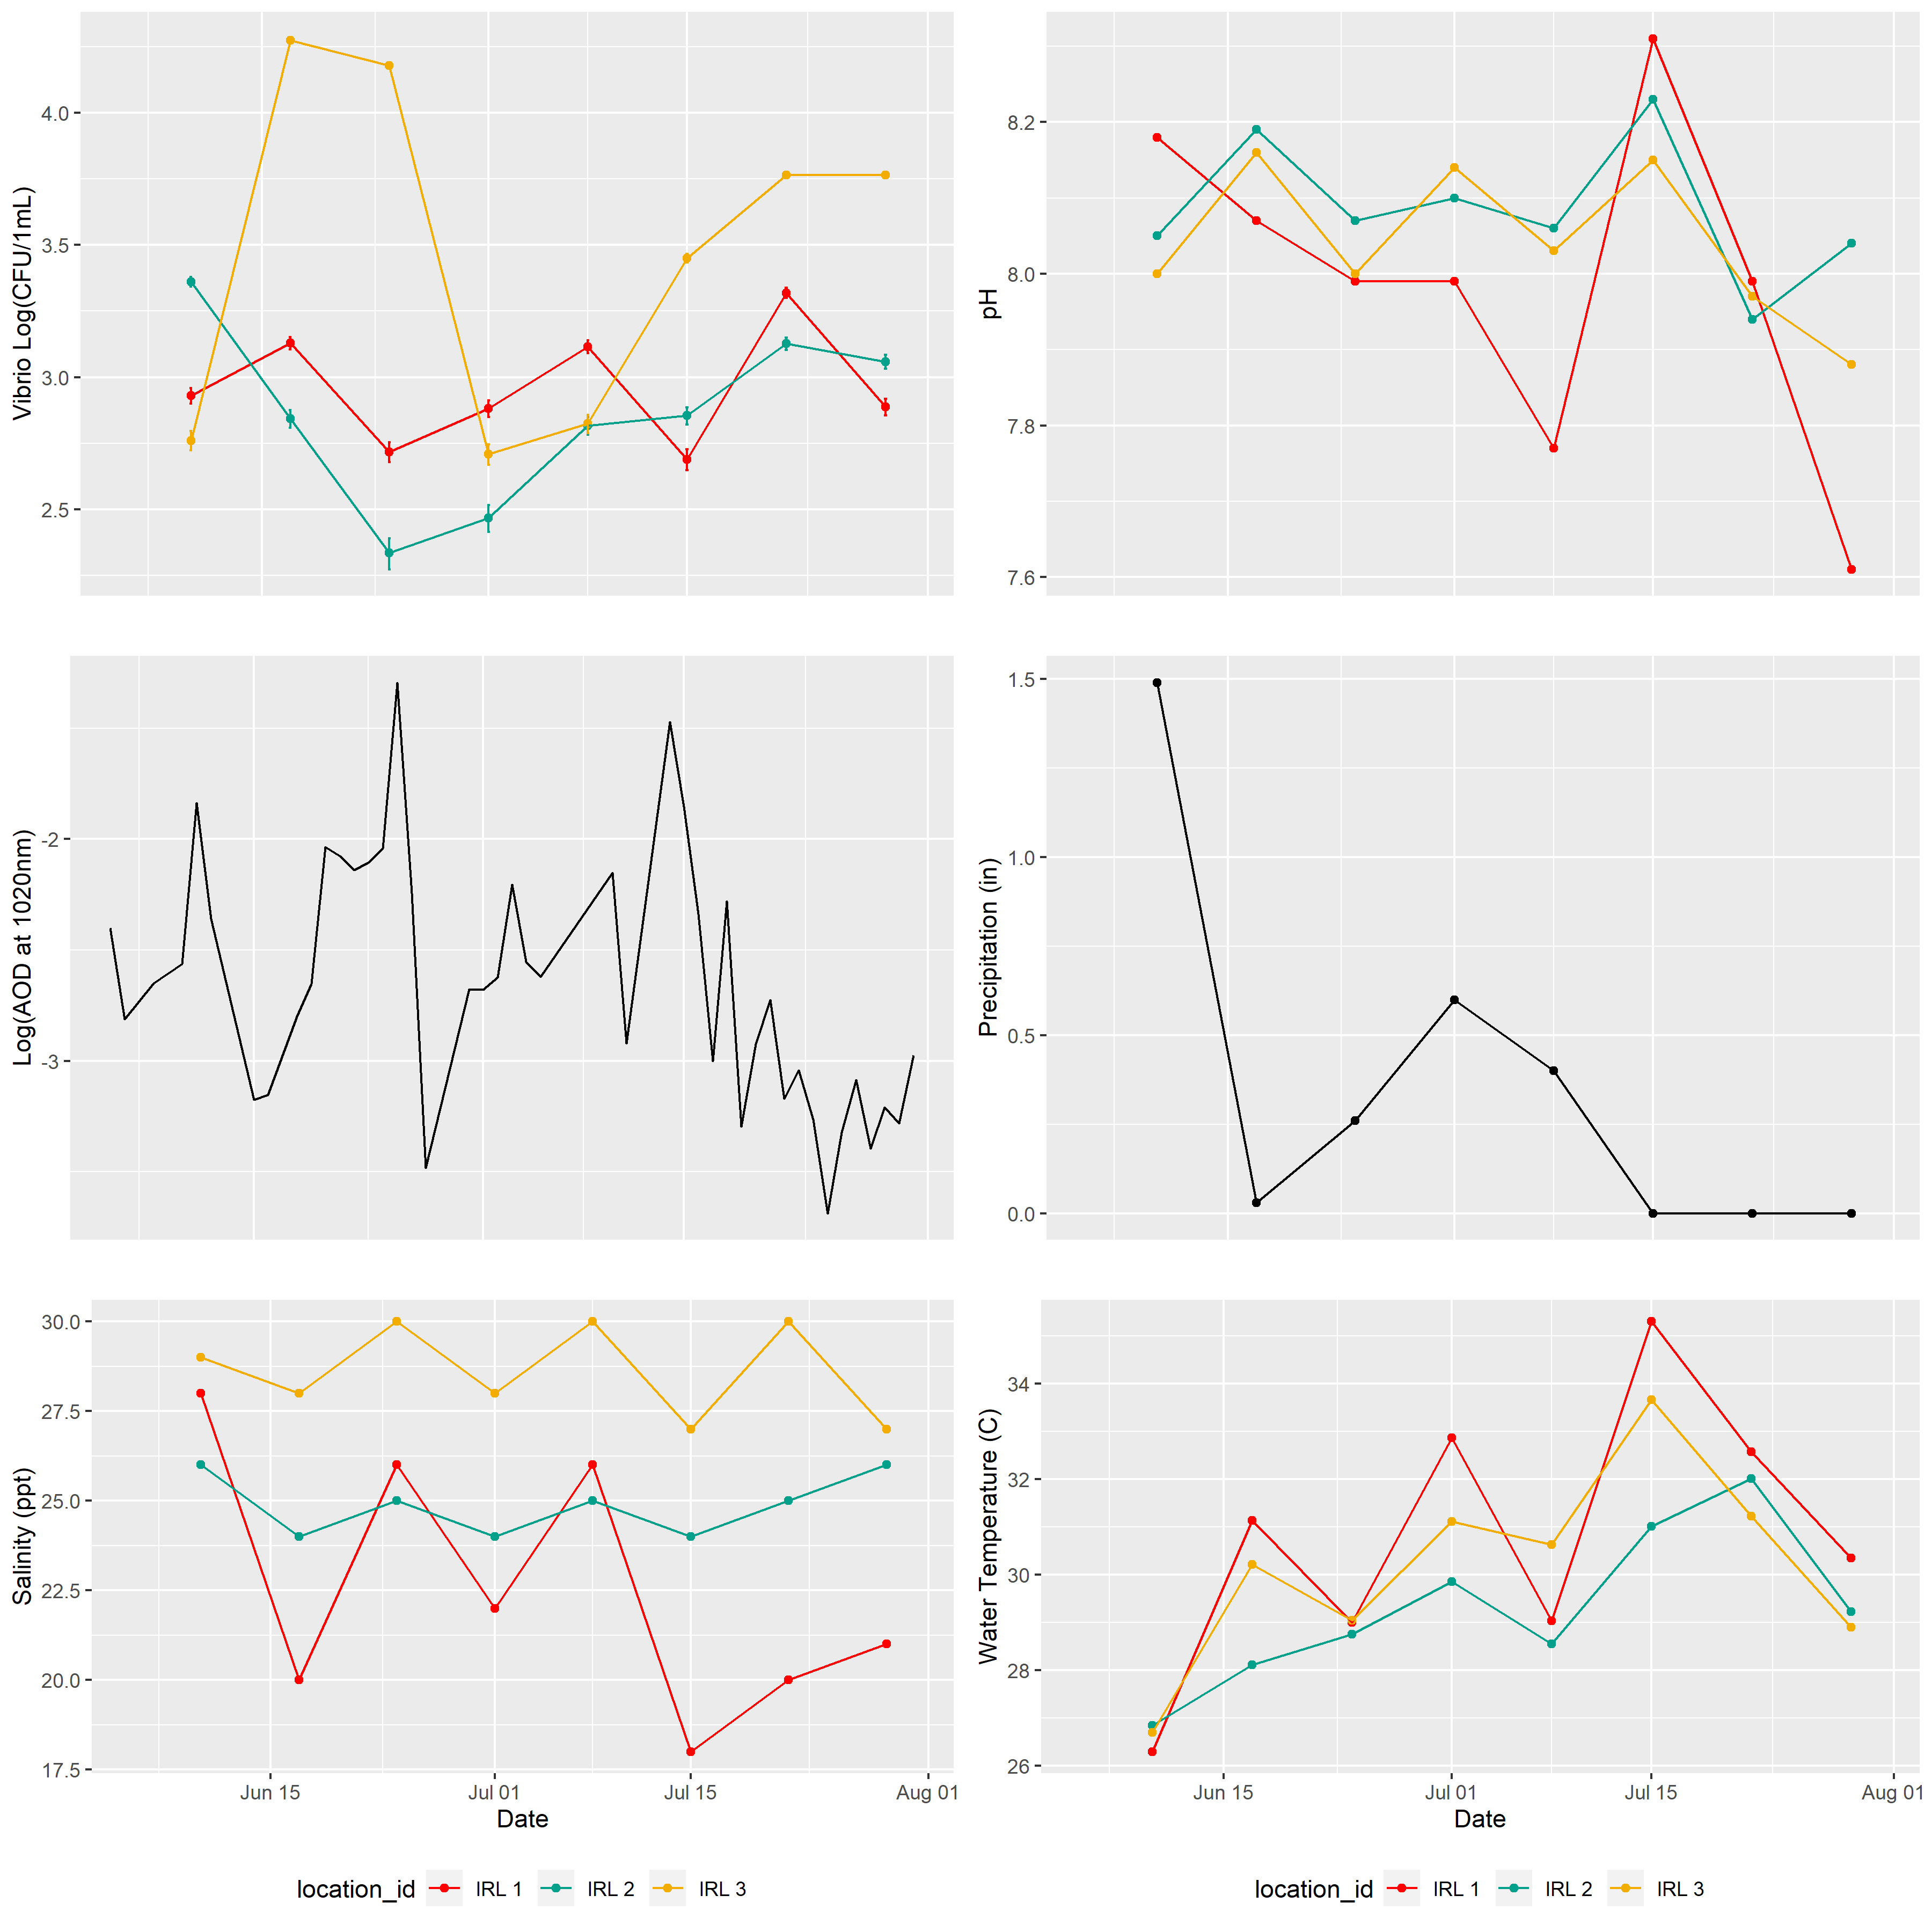 Vibrio Log(CFU/1mL)
4.0
3.5
3.0
2.5
pH
8.2
8.0
7.8
7.6
Log(AOD at 1020nm)
-2
-3
Precipitation (in)
1.5
1.0
0.5
0.0
Salinity (ppt)
30.0
27.5
25.0
22.5
20.0
17.5
Jun 15 Jul 01 Jul 15 Aug 01
Date
Water Temperature (C)
34
32
30
28
26
Jun 15 Jul 01 Jul 15 Aug 01
Date
location_id IRL 1 IRL 2 IRL 3
location_id IRL 1 IRL 2 IRL 3